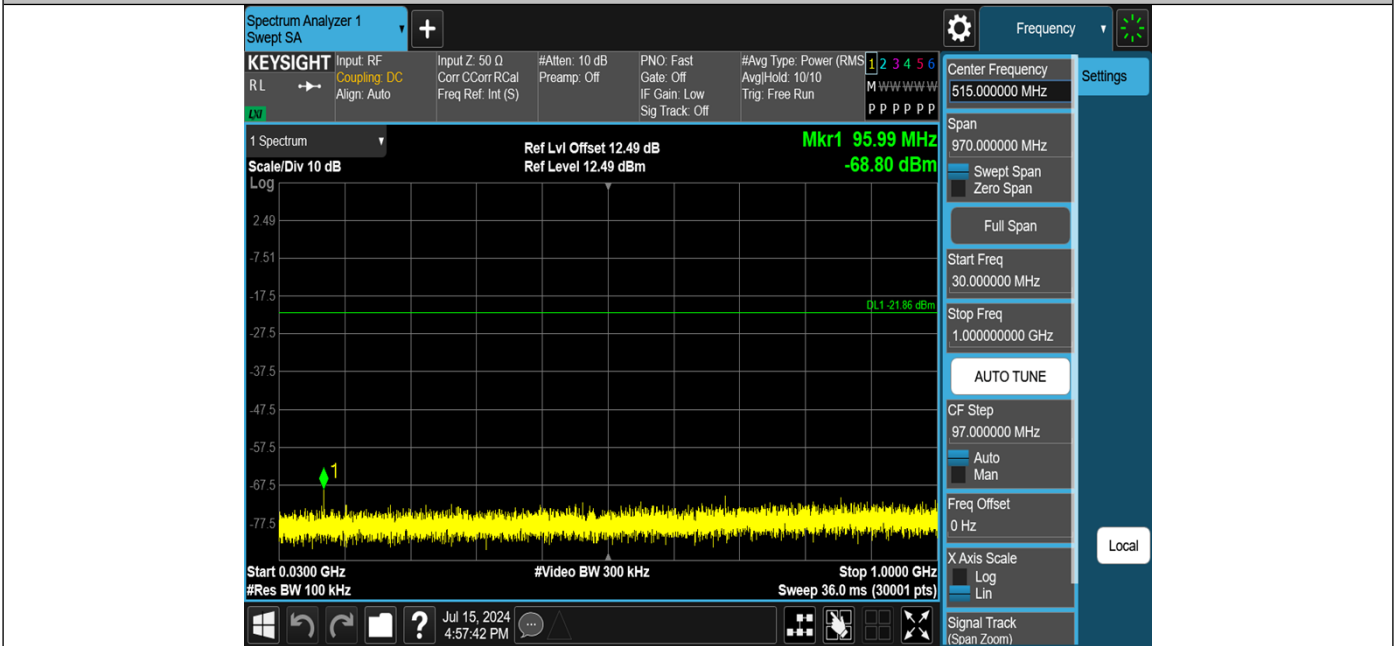 Spectrum Analyzer 1
Swept SA
+
Frequency
KEYSIGHT
RL
LXI
Input: RF
Coupling: DC
Align: Auto
Input Z: 50 Ω
Corr CCorr RCal
Freq Ref: Int (S)
#Atten: 10 dB
Preamp: Off
PNO: Fast
Gate: Off
IF Gain: Low
Sig Track: Off
#Avg Type: Power (RMS
Avg|Hold: 10/10
Trig: Free Run
1 2 3 4 5 6
M W W W W W
P P P P P P
1 Spectrum
Scale/Div 10 dB
Log
Ref Lvl Offset 12.49 dB
Ref Level 12.49 dBm
Mkr1 95.99 MHz
-68.80 dBm
2.49
-7.51
-17.5
DL1 -21.86 dBm
-27.5
-37.5
-47.5
-57.5
1
-67.5
-77.5
Start 0.0300 GHz
#Res BW 100 kHz
#Video BW 300 kHz
Stop 1.0000 GHz
Sweep 36.0 ms (30001 pts)
?
Jul 15, 2024
4:57:42 PM
Center Frequency
515.000000 MHz
Settings
Span
970.000000 MHz
Swept Span
Zero Span
Full Span
Start Freq
30.000000 MHz
Stop Freq
1.000000000 GHz
AUTO TUNE
CF Step
97.000000 MHz
Auto
Man
Freq Offset
0 Hz
X Axis Scale
Log
Lin
Local
Signal Track
(Span Zoom)